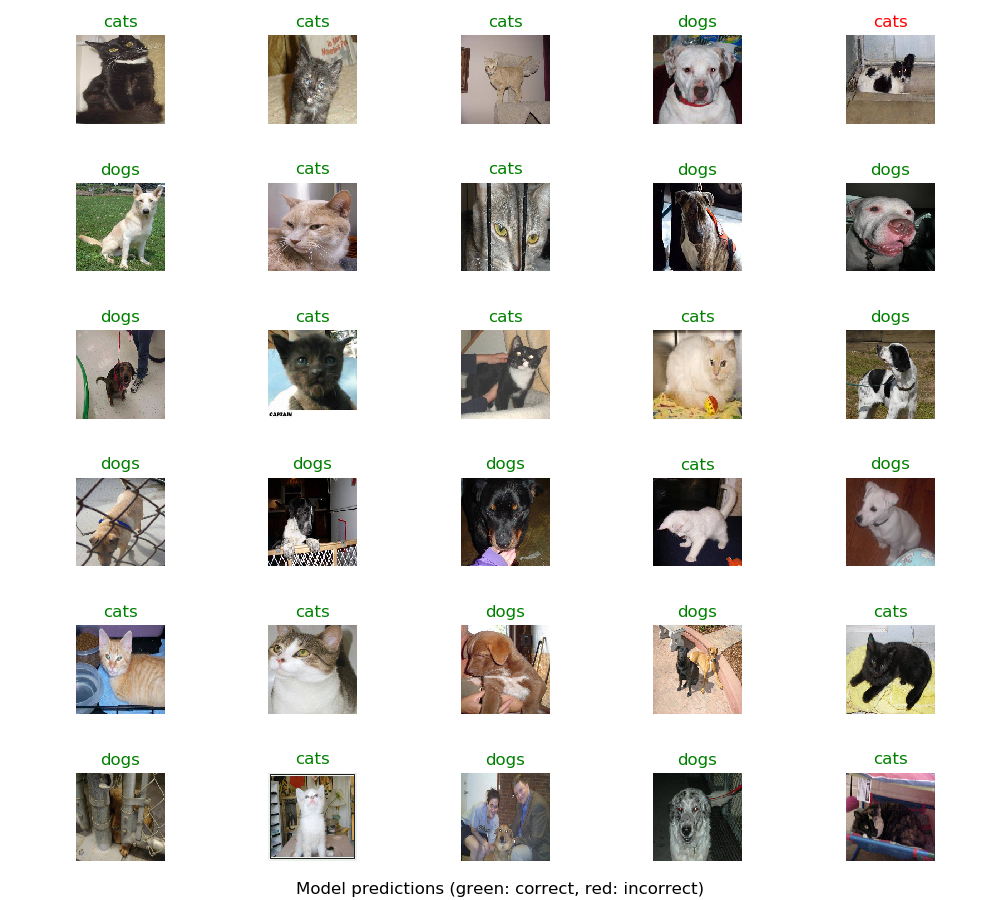 cats cats cats dogs cats
dogs cats cats dogs dogs
dogs cats cats cats dogs
CAPTAIN
dogs dogs dogs cats dogs
cats cats dogs dogs cats
dogs cats dogs dogs cats
Model predictions (green: correct, red: incorrect)